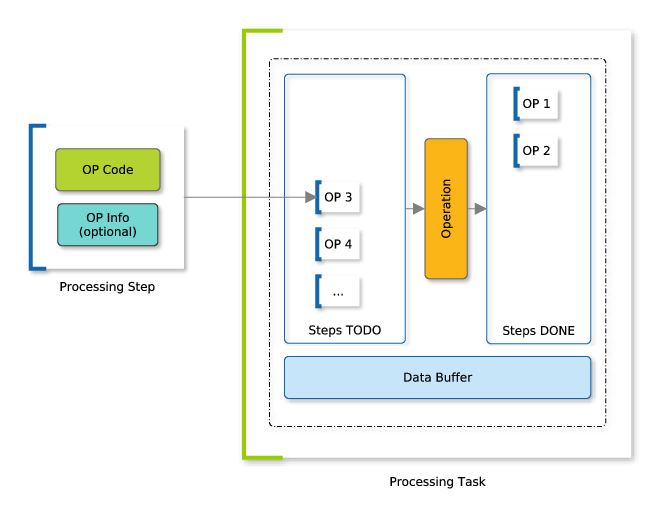 OP Code
OP Info
(optional)
Processing Step
OP 3
OP 4
...
Steps TODO
Operation
OP 1
OP 2
Steps DONE
Data Buffer
Processing Task